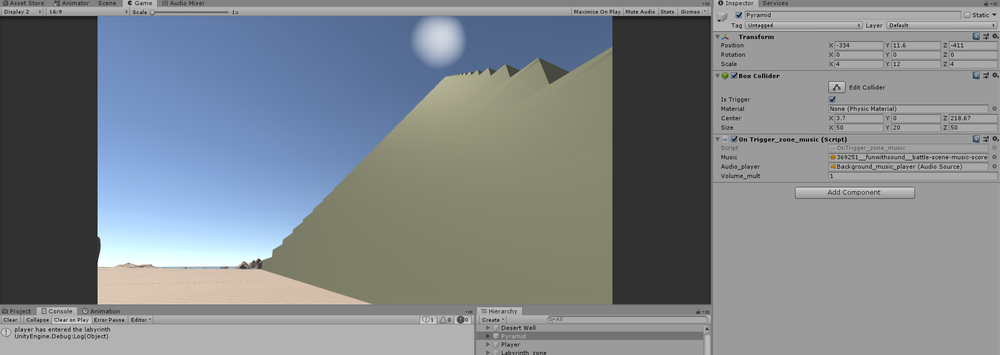 Asset Store Animator Scene Game Audio Mixer
Display 2 16:9 Scale 1x Maximize On Play Mute Audio Stats Gizmos
Inspector Services
Pyramid Static
Tag Untagged Layer Default
Transform
Position X -334 Y 11.6 Z -411
Rotation X 0 Y 0 Z 0
Scale X 4 Y 12 Z 4
Box Collider
Edit Collider
Is Trigger
Material None (Physic Material)
Center X 3.7 Y 0 Z 218.67
Size X 50 Y 20 Z 50
On Trigger_zone_music (Script)
Script OnTrigger_zone_music
Music 369251__funwithsound__battle-scene-music-score
Audio_player Background_music_player (Audio Source)
Volume_mult 1
Add Component
Project Console Animation
Clear Collapse Clear on Play Error Pause Editor 1 0 0
player has entered the labyrinth
UnityEngine.Debug:Log(Object)
Hierarchy
Create All
Desert Well
Pyramid
Player
Labyrinth_zone